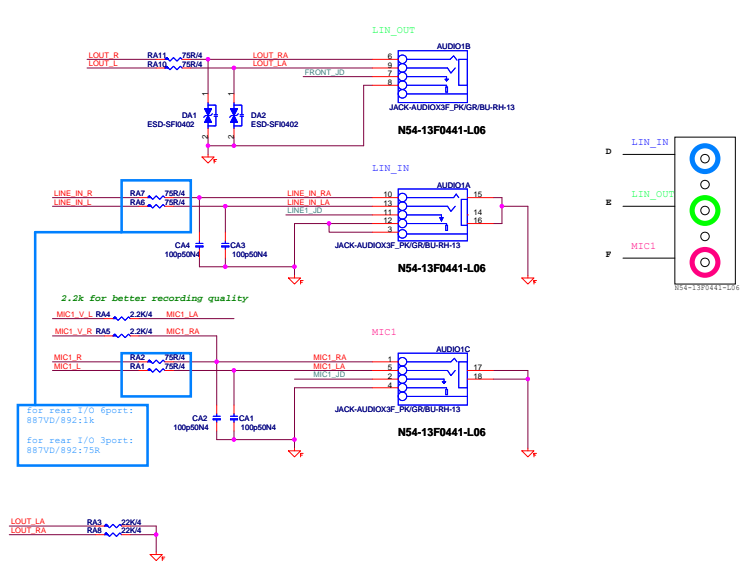 LIN_OUT
AUDIO1B
LOUT_R RA11 75R/4 LOUT_RA 6
LOUT_L RA10 75R/4 LOUT_LA 9
FRONT_JD 7
8
1 1
DA1 DA2
ESD-SFI0402 ESD-SFI0402
2 2
F
JACK-AUDIOX3F_PK/GR/BU-RH-13
N54-13F0441-L06
D LIN_IN
E LIN_OUT
F MIC1
N54-13F0441-L06
LIN_IN
AUDIO1A
LINE_IN_R RA7 75R/4 LINE_IN_RA 10 15
LINE_IN_L RA6 75R/4 LINE_IN_LA 13
LINE1_JD 11 14
12 16
3
CA4 CA3
100p50N4 100p50N4
JACK-AUDIOX3F_PK/GR/BU-RH-13
N54-13F0441-L06
F F
2.2k for better recording quality
MIC1_V_L RA4 2.2K/4 MIC1_LA
MIC1_V_R RA5 2.2K/4 MIC1_RA
MIC1
AUDIO1C
MIC1_R RA2 75R/4 MIC1_RA 1
MIC1_L RA1 75R/4 MIC1_LA 5 17
MIC1_JD 2 18
4
CA2 CA1
100p50N4 100p50N4
JACK-AUDIOX3F_PK/GR/BU-RH-13
N54-13F0441-L06
F F
for rear I/O 6port:
887VD/892:1k
for rear I/O 3port:
887VD/892:75R
LOUT_LA RA3 22K/4
LOUT_RA RA8 22K/4
F